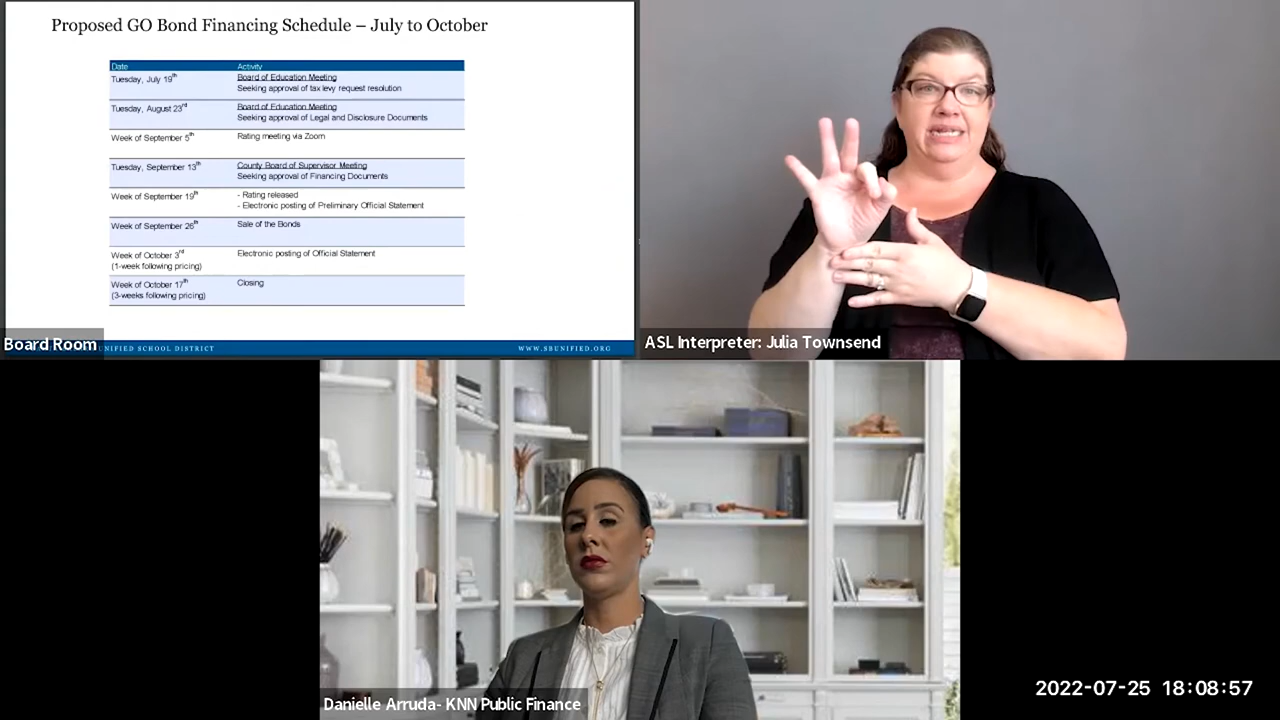 Proposed GO Bond Financing Schedule – July to October
Date Activity
Tuesday, July 19th Board of Education Meeting
Seeking approval of tax levy request resolution
Tuesday, August 23rd Board of Education Meeting
Seeking approval of Legal and Disclosure Documents
Week of September 5th Rating meeting via Zoom
Tuesday, September 13th County Board of Supervisor Meeting
Seeking approval of Financing Documents
Week of September 19th - Rating released
- Electronic posting of Preliminary Official Statement
Week of September 26th Sale of the Bonds
Week of October 3rd Electronic posting of Official Statement
(1-week following pricing)
Week of October 17th Closing
(3-weeks following pricing)
Board Room
UNIFIED SCHOOL DISTRICT
WWW.SBUNIFIED.ORG
ASL Interpreter: Julia Townsend
Danielle Arruda- KNN Public Finance
2022-07-25 18:08:57